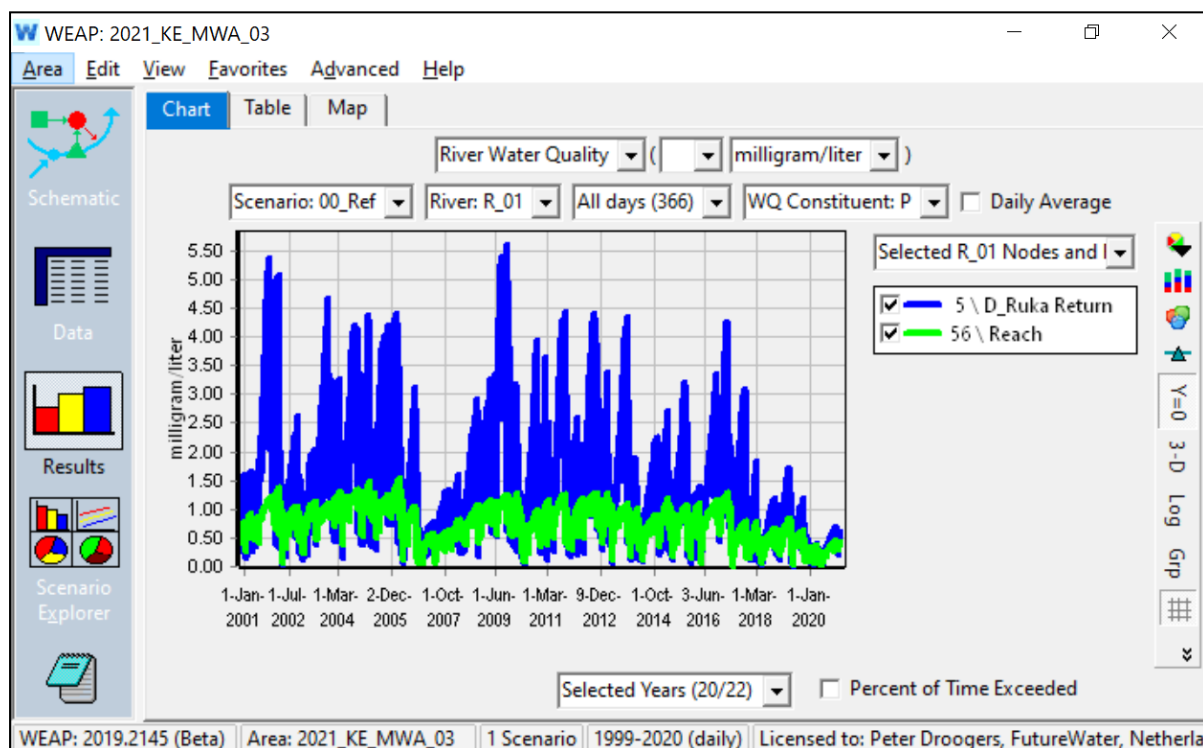 WEAP: 2021_KE_MWA_03
Area Edit View Favorites Advanced Help
Chart Table Map
River Water Quality ( milligram/liter )
Scenario: 00_Ref River: R_01 All days (366) WQ Constituent: P Daily Average
Selected R_01 Nodes and
5 \ D_Ruka Return
56 \ Reach
Schematic
Data
Results
Scenario
Explorer
milligram/liter
5.50
5.00
4.50
4.00
3.50
3.00
2.50
2.00
1.50
1.00
0.50
0.00
1-Jan- 1-Jul- 1-Mar- 2-Dec- 1-Oct- 1-Jun- 1-Mar- 9-Dec- 1-Oct- 3-Jun- 1-Mar- 1-Jan-
2001 2002 2004 2005 2007 2009 2011 2012 2014 2016 2018 2020
Y=0
3-D
Log
Grp
Selected Years (20/22) Percent of Time Exceeded
WEAP: 2019.2145 (Beta) Area: 2021_KE_MWA_03 1 Scenario 1999-2020 (daily) Licensed to: Peter Droogers, FutureWater, Netherl